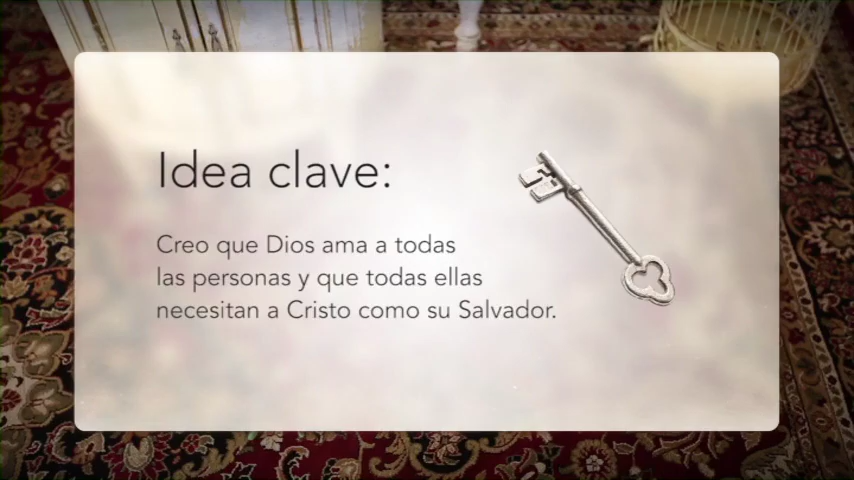 Idea clave:
Creo que Dios ama a todas
las personas y que todas ellas
necesitan a Cristo como su Salvador.